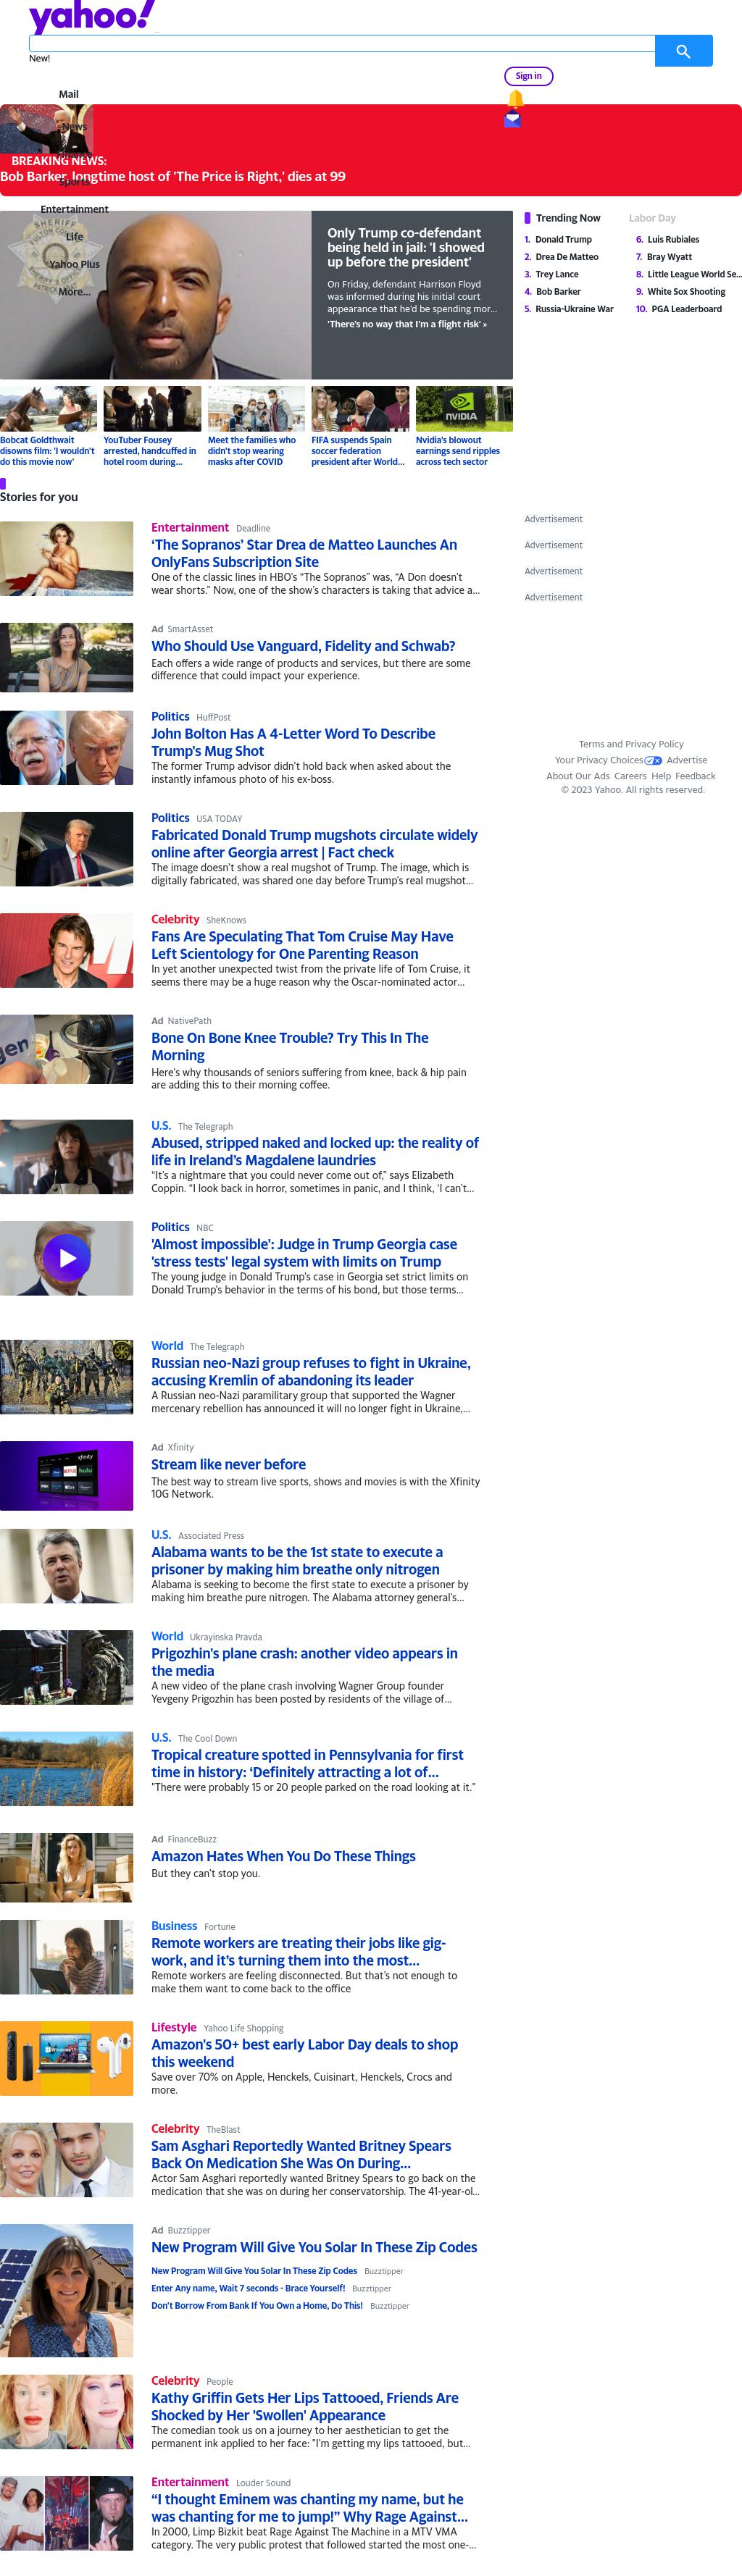 yahoo!
New!
Sign in
Mail
News
Sports
BREAKING NEWS:
Bob Barker, longtime host of 'The Price is Right,' dies at 99
Entertainment
Life
Yahoo Plus
More...
Only Trump co-defendant
being held in jail: 'I showed
up before the president'
On Friday, defendant Harrison Floyd
was informed during his initial court
appearance that he'd be spending mor...
'There's no way that I'm a flight risk' »
Trending Now
Labor Day
1. Donald Trump
2. Drea De Matteo
3. Trey Lance
4. Bob Barker
5. Russia-Ukraine War
6. Luis Rubiales
7. Bray Wyatt
8. Little League World Se...
9. White Sox Shooting
10. PGA Leaderboard
NVIDIA
Bobcat Goldthwait
disowns film: 'I wouldn't
do this movie now'
YouTuber Fousey
arrested, handcuffed in
hotel room during...
Meet the families who
didn't stop wearing
masks after COVID
FIFA suspends Spain
soccer federation
president after World...
Nvidia's blowout
earnings send ripples
across tech sector
Stories for you
Entertainment Deadline
‘The Sopranos’ Star Drea de Matteo Launches An
OnlyFans Subscription Site
One of the classic lines in HBO’s “The Sopranos” was, “A Don doesn’t
wear shorts.” Now, one of the show’s characters is taking that advice a...
Advertisement
Advertisement
Advertisement
Advertisement
Ad SmartAsset
Who Should Use Vanguard, Fidelity and Schwab?
Each offers a wide range of products and services, but there are some
difference that could impact your experience.
Politics HuffPost
John Bolton Has A 4-Letter Word To Describe
Trump's Mug Shot
The former Trump advisor didn't hold back when asked about the
instantly infamous photo of his ex-boss.
Terms and Privacy Policy
Your Privacy Choices Advertise
About Our Ads Careers Help Feedback
© 2023 Yahoo. All rights reserved.
Politics USA TODAY
Fabricated Donald Trump mugshots circulate widely
online after Georgia arrest | Fact check
The image doesn't show a real mugshot of Trump. The image, which is
digitally fabricated, was shared one day before Trump's real mugshot...
Celebrity SheKnows
Fans Are Speculating That Tom Cruise May Have
Left Scientology for One Parenting Reason
In yet another unexpected twist from the private life of Tom Cruise, it
seems there may be a huge reason why the Oscar-nominated actor...
Ad NativePath
Bone On Bone Knee Trouble? Try This In The
Morning
Here's why thousands of seniors suffering from knee, back & hip pain
are adding this to their morning coffee.
U.S. The Telegraph
Abused, stripped naked and locked up: the reality of
life in Ireland’s Magdalene laundries
“It’s a nightmare that you could never come out of,” says Elizabeth
Coppin. “I look back in horror, sometimes in panic, and I think, ‘I can’t...
Politics NBC
'Almost impossible': Judge in Trump Georgia case
'stress tests' legal system with limits on Trump
The young judge in Donald Trump's case in Georgia set strict limits on
Donald Trump's behavior in the terms of his bond, but those terms...
World The Telegraph
Russian neo-Nazi group refuses to fight in Ukraine,
accusing Kremlin of abandoning its leader
A Russian neo-Nazi paramilitary group that supported the Wagner
mercenary rebellion has announced it will no longer fight in Ukraine,...
Ad Xfinity
Stream like never before
The best way to stream live sports, shows and movies is with the Xfinity
10G Network.
U.S. Associated Press
Alabama wants to be the 1st state to execute a
prisoner by making him breathe only nitrogen
Alabama is seeking to become the first state to execute a prisoner by
making him breathe pure nitrogen. The Alabama attorney general’s...
World Ukrayinska Pravda
Prigozhin's plane crash: another video appears in
the media
A new video of the plane crash involving Wagner Group founder
Yevgeny Prigozhin has been posted by residents of the village of...
U.S. The Cool Down
Tropical creature spotted in Pennsylvania for first
time in history: ‘Definitely attracting a lot of...
"There were probably 15 or 20 people parked on the road looking at it."
Ad FinanceBuzz
Amazon Hates When You Do These Things
But they can't stop you.
Business Fortune
Remote workers are treating their jobs like gig-
work, and it’s turning them into the most...
Remote workers are feeling disconnected. But that’s not enough to
make them want to come back to the office
Lifestyle Yahoo Life Shopping
Amazon's 50+ best early Labor Day deals to shop
this weekend
Save over 70% on Apple, Henckels, Cuisinart, Henckels, Crocs and
more.
Celebrity TheBlast
Sam Asghari Reportedly Wanted Britney Spears
Back On Medication She Was On During...
Actor Sam Asghari reportedly wanted Britney Spears to go back on the
medication that she was on during her conservatorship. The 41-year-ol...
Ad Buzztipper
New Program Will Give You Solar In These Zip Codes
New Program Will Give You Solar In These Zip Codes Buzztipper
Enter Any name, Wait 7 seconds - Brace Yourself! Buzztipper
Don't Borrow From Bank If You Own a Home, Do This! Buzztipper
Celebrity People
Kathy Griffin Gets Her Lips Tattooed, Friends Are
Shocked by Her 'Swollen' Appearance
The comedian took us on a journey to her aesthetician to get the
permanent ink applied to her face: "I'm getting my lips tattooed, but...
Entertainment Louder Sound
“I thought Eminem was chanting my name, but he
was chanting for me to jump!” Why Rage Against...
In 2000, Limp Bizkit beat Rage Against The Machine in a MTV VMA
category. The very public protest that followed started the most one-...